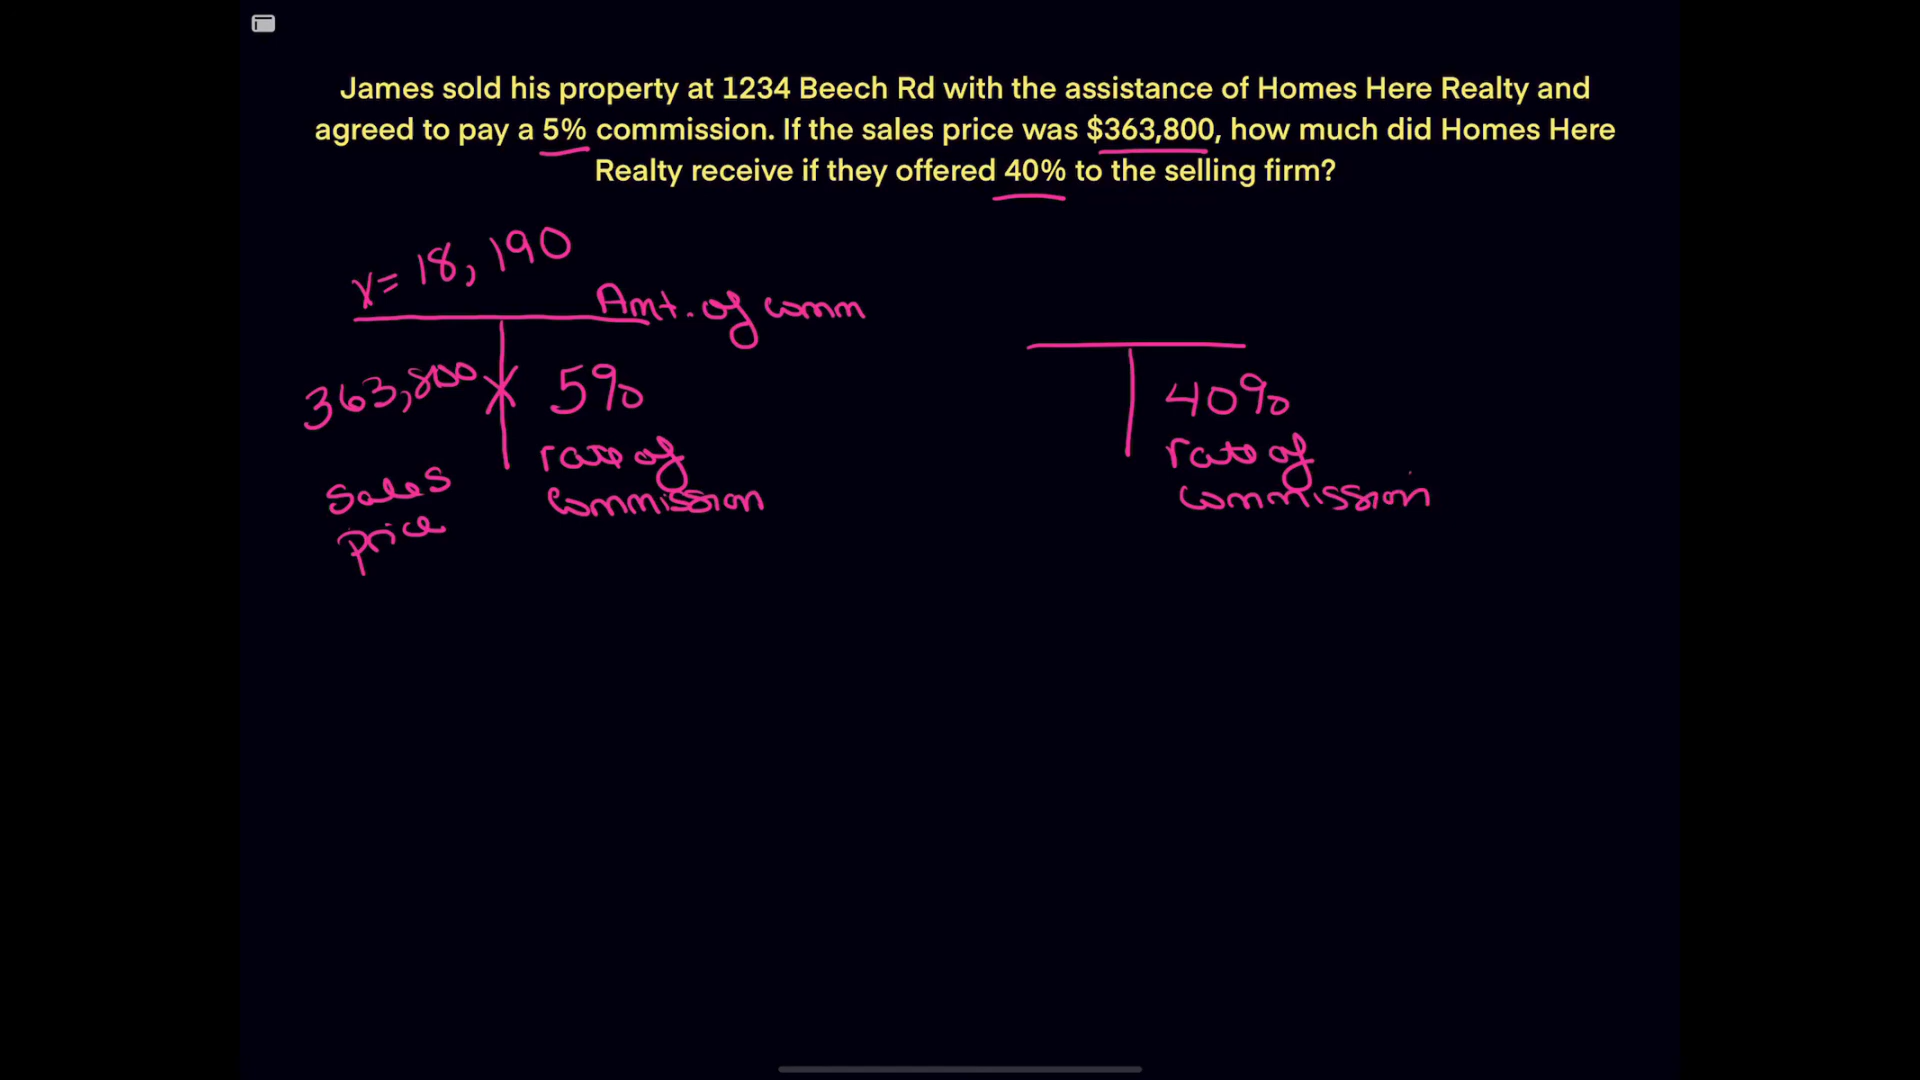 James sold his property at 1234 Beech Rd with the assistance of Homes Here Realty and
agreed to pay a 5% commission. If the sales price was $363,800, how much did Homes Here
Realty receive if they offered 40% to the selling firm?
x= 18,190
Amt. of comm
363,800 x 5%
rate of
commission
sales
price
40%
rate of
commission